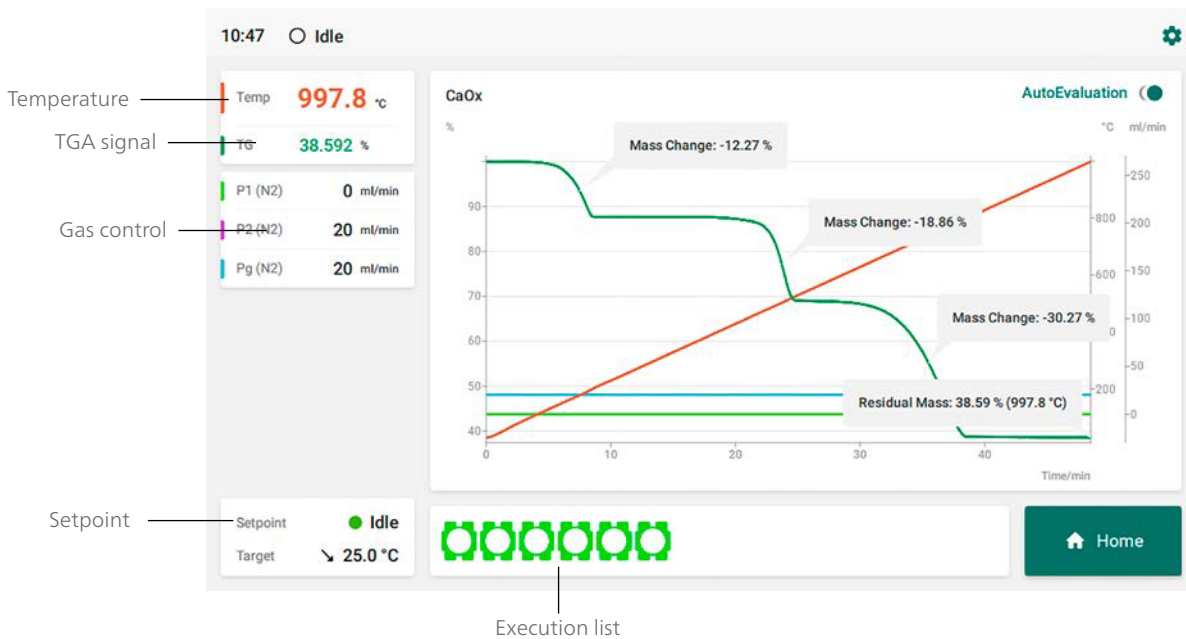 10:47 Idle
Temperature
TGA signal
Gas control
Setpoint
Temp 997.8 °C
TG 38.592 %
P1 (N2) 0 ml/min
P2 (N2) 20 ml/min
Pg (N2) 20 ml/min
CaOx
AutoEvaluation
% °C ml/min
Mass Change: -12.27 %
Mass Change: -18.86 %
Mass Change: -30.27 %
Residual Mass: 38.59 % (997.8 °C)
90
80
70
60
50
40
0 10 20 30 40
Time/min
800
600
0
200
250
200
150
100
50
0
Setpoint Idle
Target 25.0 °C
Home
Execution list